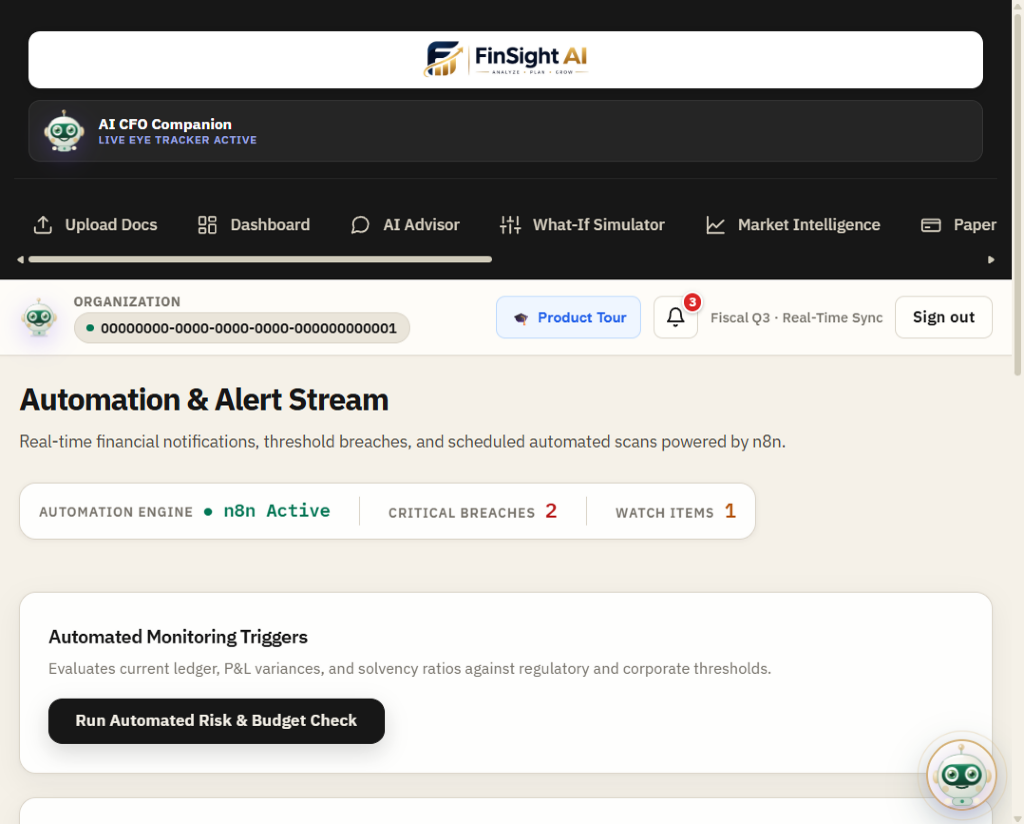 FinSight AI
ANALYZE • PLAN • GROW
AI CFO Companion
LIVE EYE TRACKER ACTIVE
Upload Docs
Dashboard
AI Advisor
What-If Simulator
Market Intelligence
Paper
ORGANIZATION
00000000-0000-0000-0000-000000000001
Product Tour
3
Fiscal Q3 · Real-Time Sync
Sign out
Automation & Alert Stream
Real-time financial notifications, threshold breaches, and scheduled automated scans powered by n8n.
AUTOMATION ENGINE ● n8n Active
CRITICAL BREACHES 2
WATCH ITEMS 1
Automated Monitoring Triggers
Evaluates current ledger, P&L variances, and solvency ratios against regulatory and corporate thresholds.
Run Automated Risk & Budget Check